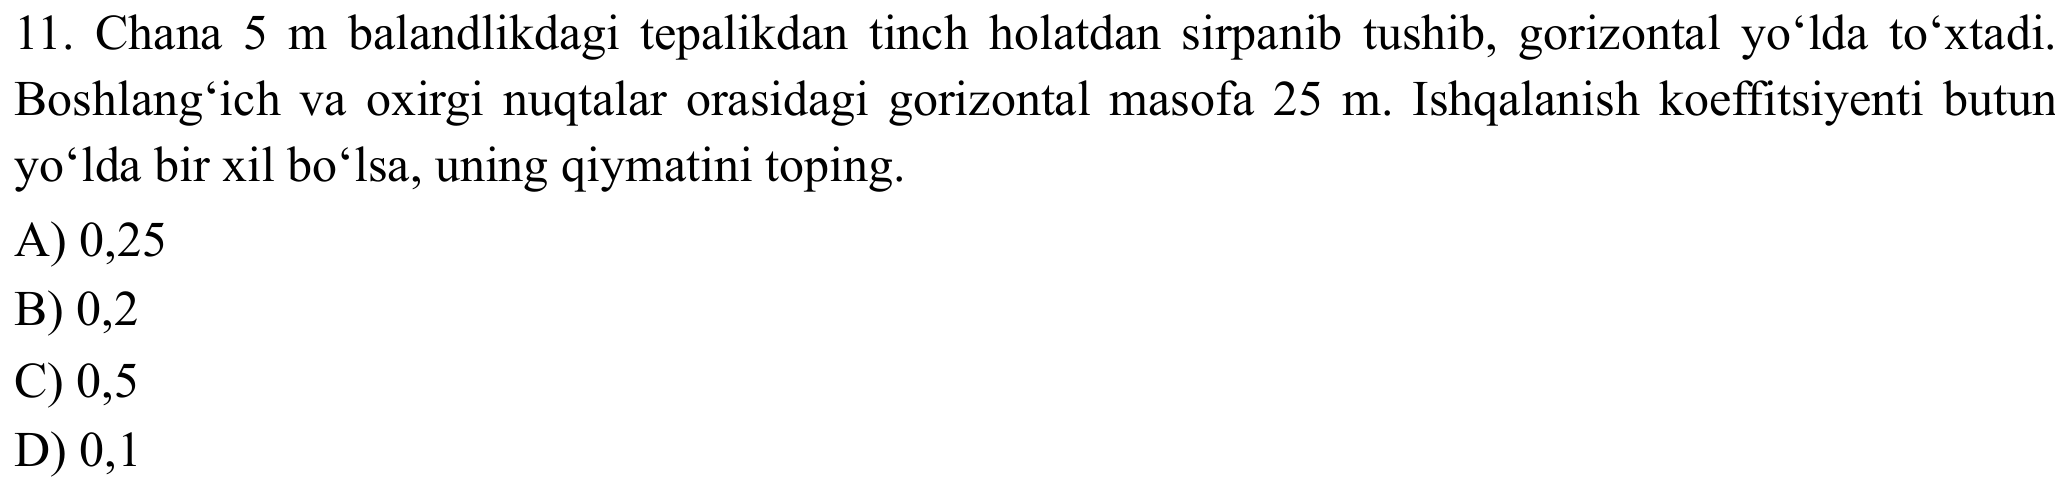 11. Chana 5 m balandlikdagi tepalikdan tinch holatdan sirpanib tushib, gorizontal yo‘lda to‘xtadi.
Boshlang‘ich va oxirgi nuqtalar orasidagi gorizontal masofa 25 m. Ishqalanish koeffitsiyenti butun
yo‘lda bir xil bo‘lsa, uning qiymatini toping.
A) 0,25
B) 0,2
C) 0,5
D) 0,1